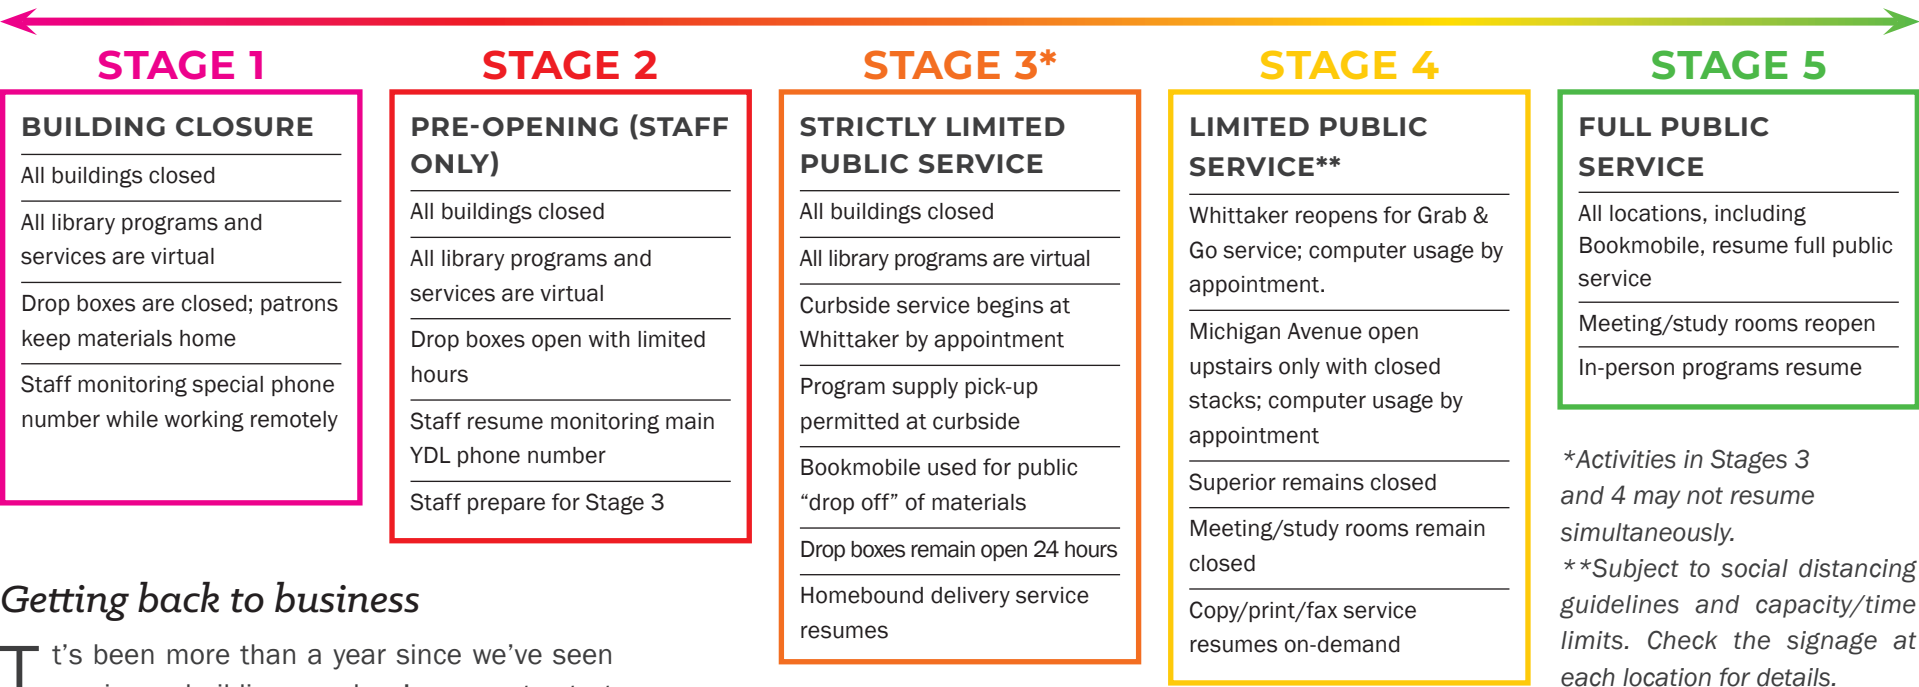 STAGE 1
BUILDING CLOSURE
All buildings closed
All library programs and
services are virtual
Drop boxes are closed; patrons
keep materials home
Staff monitoring special phone
number while working remotely
STAGE 2
PRE-OPENING (STAFF
ONLY)
All buildings closed
All library programs and
services are virtual
Drop boxes open with limited
hours
Staff resume monitoring main
YDL phone number
Staff prepare for Stage 3
STAGE 3*
STRICTLY LIMITED
PUBLIC SERVICE
All buildings closed
All library programs are virtual
Curbside service begins at
Whittaker by appointment
Program supply pick-up
permitted at curbside
Bookmobile used for public
“drop off” of materials
Drop boxes remain open 24 hours
Homebound delivery service
resumes
STAGE 4
LIMITED PUBLIC
SERVICE**
Whittaker reopens for Grab &
Go service; computer usage by
appointment.
Michigan Avenue open
upstairs only with closed
stacks; computer usage by
appointment
Superior remains closed
Meeting/study rooms remain
closed
Copy/print/fax service
resumes on-demand
STAGE 5
FULL PUBLIC
SERVICE
All locations, including
Bookmobile, resume full public
service
Meeting/study rooms reopen
In-person programs resume
*Activities in Stages 3
and 4 may not resume
simultaneously.
**Subject to social distancing
guidelines and capacity/time
limits. Check the signage at
each location for details.
Getting back to business
It’s been more than a year since we’ve seen